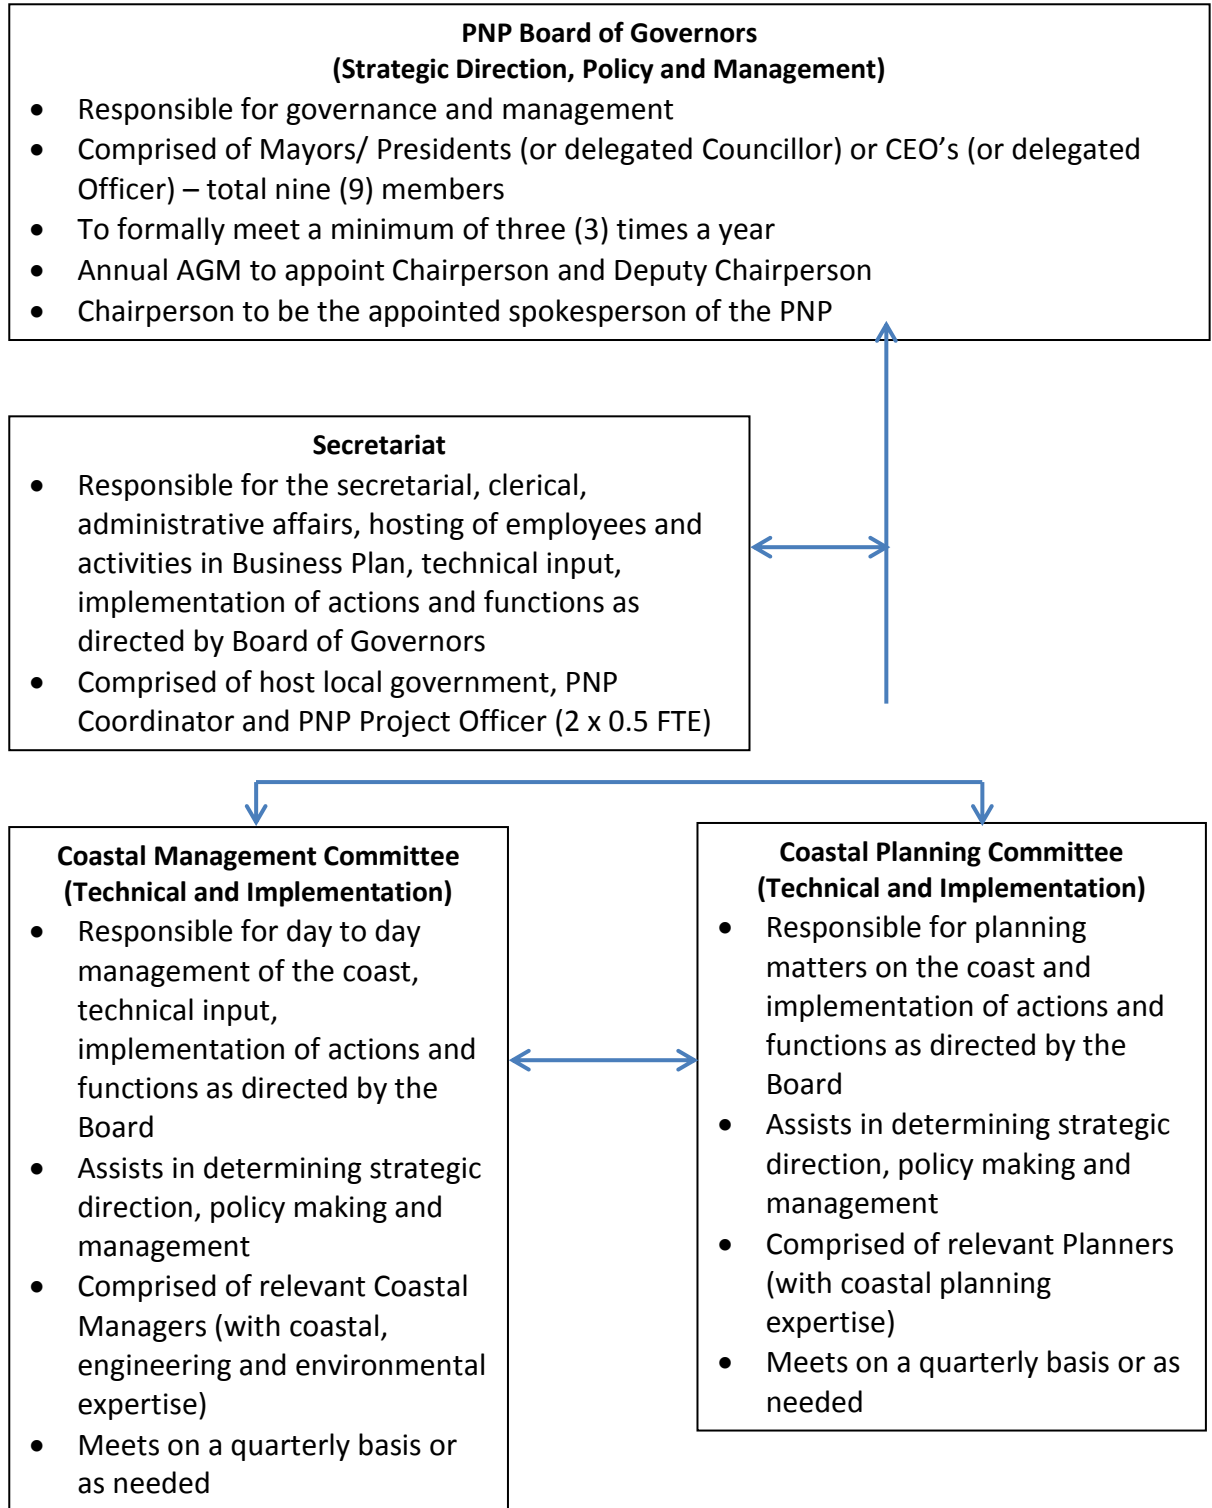 PNP Board of Governors
(Strategic Direction, Policy and Management)
• Responsible for governance and management
• Comprised of Mayors/ Presidents (or delegated Councillor) or CEO’s (or delegated
Officer) – total nine (9) members
• To formally meet a minimum of three (3) times a year
• Annual AGM to appoint Chairperson and Deputy Chairperson
• Chairperson to be the appointed spokesperson of the PNP
Secretariat
• Responsible for the secretarial, clerical,
administrative affairs, hosting of employees and
activities in Business Plan, technical input,
implementation of actions and functions as
directed by Board of Governors
• Comprised of host local government, PNP
Coordinator and PNP Project Officer (2 x 0.5 FTE)
Coastal Management Committee
(Technical and Implementation)
• Responsible for day to day
management of the coast,
technical input,
implementation of actions and
functions as directed by the
Board
• Assists in determining strategic
direction, policy making and
management
• Comprised of relevant Coastal
Managers (with coastal,
engineering and environmental
expertise)
• Meets on a quarterly basis or
as needed
Coastal Planning Committee
(Technical and Implementation)
• Responsible for planning
matters on the coast and
implementation of actions and
functions as directed by the
Board
• Assists in determining strategic
direction, policy making and
management
• Comprised of relevant Planners
(with coastal planning
expertise)
• Meets on a quarterly basis or as
needed